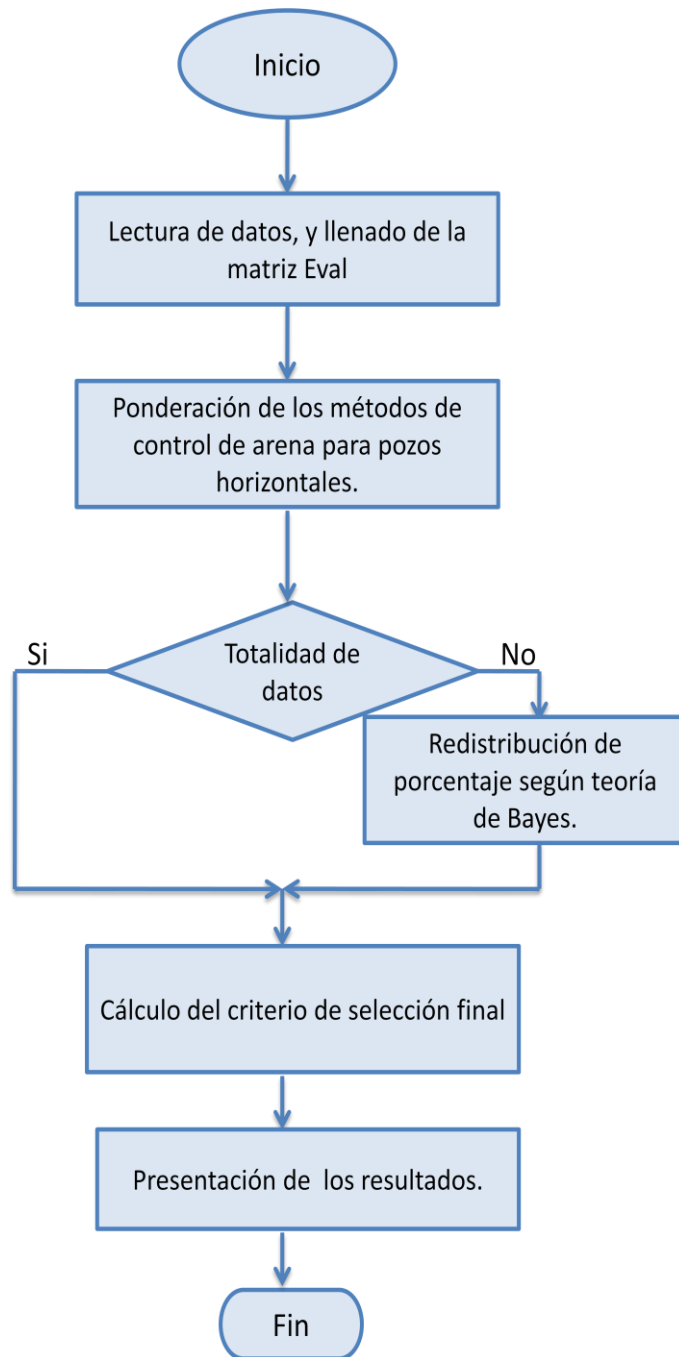 Inicio
Lectura de datos, y llenado de la
matriz Eval
Ponderación de los métodos de
control de arena para pozos
horizontales.
Si
Totalidad de
datos
No
Redistribución de
porcentaje según teoría
de Bayes.
Cálculo del criterio de selección final
Presentación de los resultados.
Fin